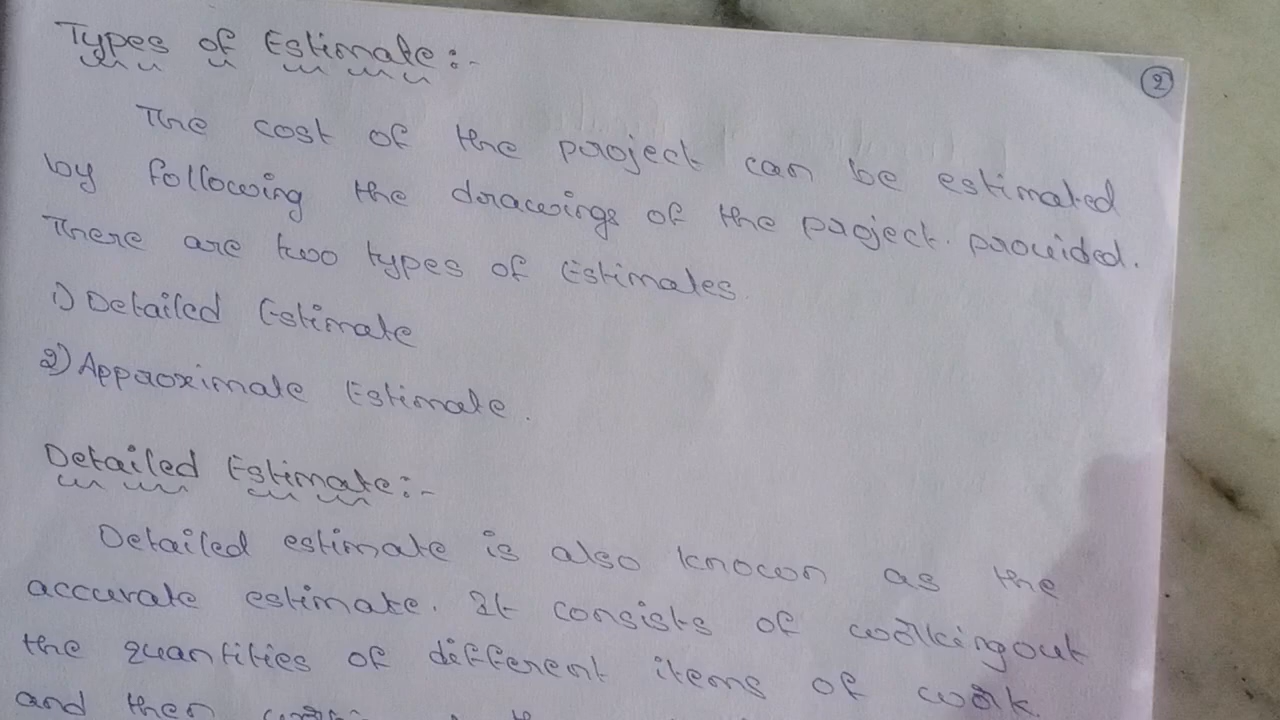 Types of Estimate:-
2
The cost of the project can be estimated
by following the drawings of the project. provided.
There are two types of Estimates.
1) Detailed Estimate
2) Approximate Estimate.
Detailed Estimate:-
Detailed estimate is also known as the
accurate estimate. It consists of workingout
the quantities of different items of work.
and then